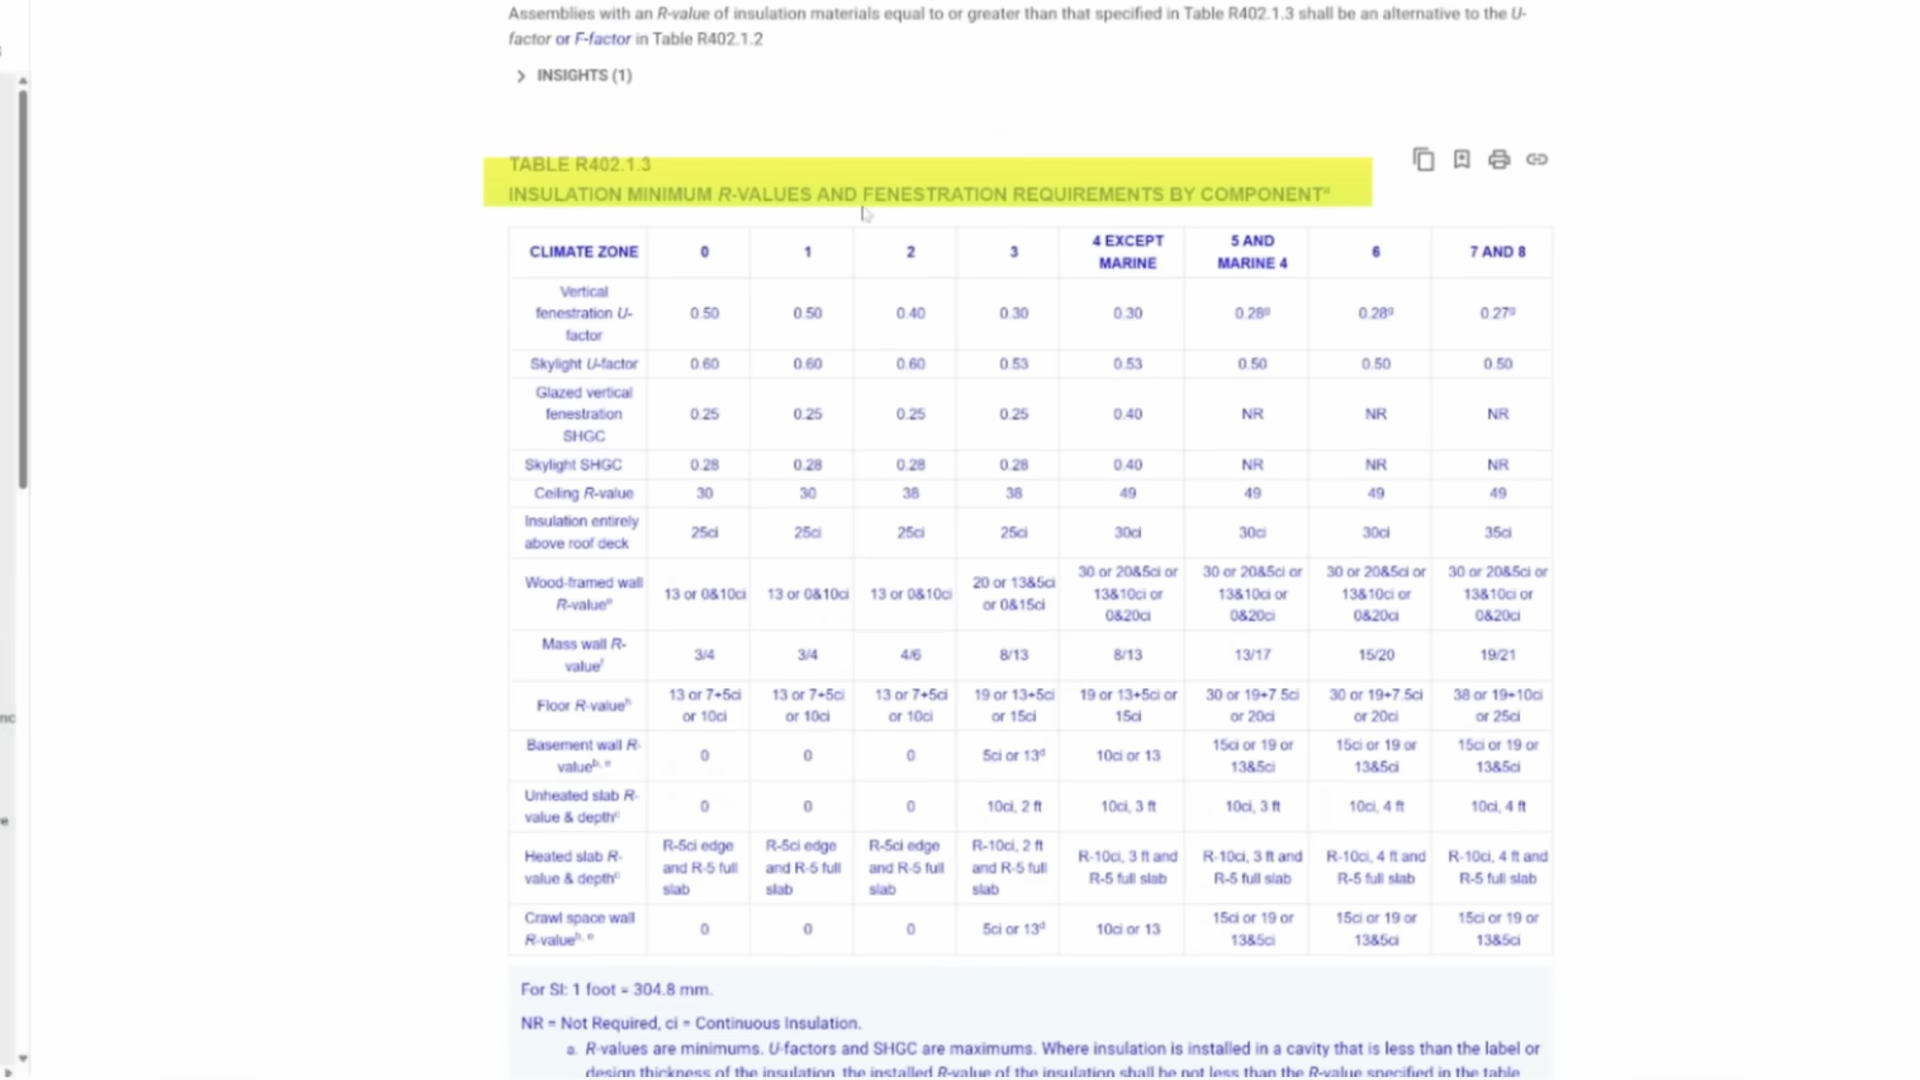 Assemblies with an R-value of insulation materials equal to or greater than that specified in Table R402.1.3 shall be an alternative to the U-
factor or F-factor in Table R402.1.2
INSIGHTS (1)
TABLE R402.1.3
INSULATION MINIMUM R-VALUES AND FENESTRATION REQUIREMENTS BY COMPONENTa
CLIMATE ZONE 0 1 2 3 4 EXCEPT MARINE 5 AND MARINE 4 6 7 AND 8
Vertical fenestration U-factor 0.50 0.50 0.40 0.30 0.30 0.28g 0.28g 0.27g
Skylight U-factor 0.60 0.60 0.60 0.53 0.53 0.50 0.50 0.50
Glazed vertical fenestration SHGC 0.25 0.25 0.25 0.25 0.40 NR NR NR
Skylight SHGC 0.28 0.28 0.28 0.28 0.40 NR NR NR
Ceiling R-value 30 30 38 38 49 49 49 49
Insulation entirely above roof deck 25ci 25ci 25ci 25ci 30ci 30ci 30ci 35ci
Wood-framed wall R-valuee 13 or 0&10ci 13 or 0&10ci 13 or 0&10ci 20 or 13&5ci or 0&15ci 30 or 20&5ci or 13&10ci or 0&20ci 30 or 20&5ci or 13&10ci or 0&20ci 30 or 20&5ci or 13&10ci or 0&20ci 30 or 20&5ci or 13&10ci or 0&20ci
Mass wall R-valuef 3/4 3/4 4/6 8/13 8/13 13/17 15/20 19/21
Floor R-valueh 13 or 7+5ci or 10ci 13 or 7+5ci or 10ci 13 or 7+5ci or 10ci 19 or 13+5ci or 15ci 19 or 13+5ci or 15ci 30 or 19+7.5ci or 20ci 30 or 19+7.5ci or 20ci 38 or 19+10ci or 25ci
Basement wall R-valueb, e 0 0 0 5ci or 13d 10ci or 13 15ci or 19 or 13&5ci 15ci or 19 or 13&5ci 15ci or 19 or 13&5ci
Unheated slab R-value & depthc 0 0 0 10ci, 2 ft 10ci, 3 ft 10ci, 3 ft 10ci, 4 ft 10ci, 4 ft
Heated slab R-value & depthc R-5ci edge and R-5 full slab R-5ci edge and R-5 full slab R-5ci edge and R-5 full slab R-10ci, 2 ft and R-5 full slab R-10ci, 3 ft and R-5 full slab R-10ci, 3 ft and R-5 full slab R-10ci, 4 ft and R-5 full slab R-10ci, 4 ft and R-5 full slab
Crawl space wall R-valueb, e 0 0 0 5ci or 13d 10ci or 13 15ci or 19 or 13&5ci 15ci or 19 or 13&5ci 15ci or 19 or 13&5ci
For SI: 1 foot = 304.8 mm.
NR = Not Required, ci = Continuous Insulation.
a. R-values are minimums. U-factors and SHGC are maximums. Where insulation is installed in a cavity that is less than the label or
design thickness of the insulation, the installed R-value of the insulation shall be not less than the R-value specified in the table.